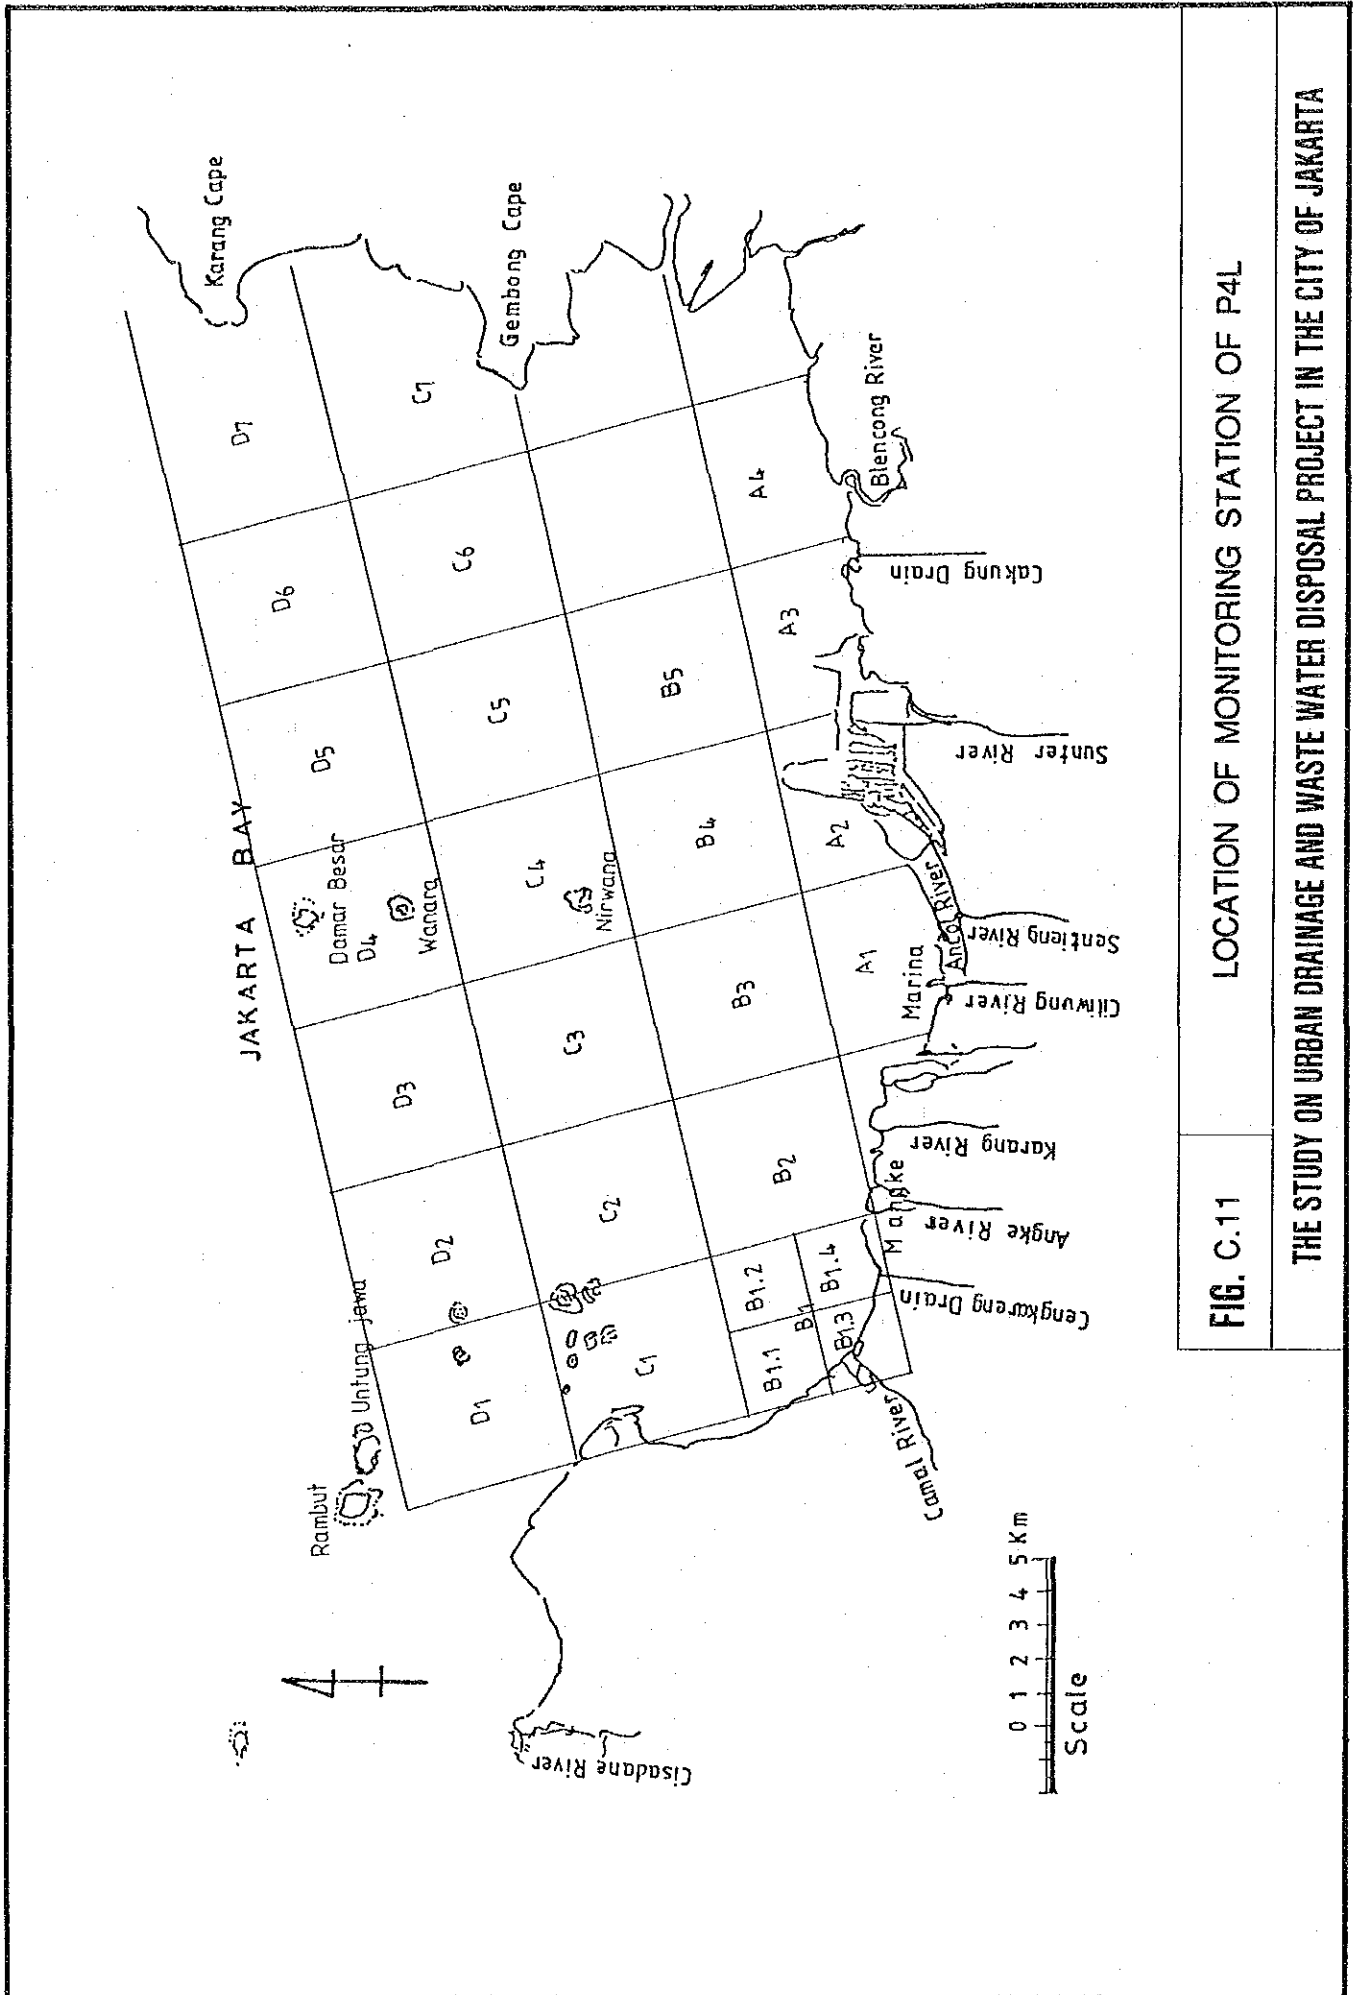 JAKARTA BAY
Karang Cape
Gembong Cape
Rambut
Untung jawa
Damar Besar
Wanara
Nirwana
D1
D2
D3
D4
D5
D6
D7
C1
C2
C3
C4
C5
C6
C7
B1.1
B1.2
B1
B1.3
B1.4
B2
B3
B4
B5
A1
A2
A3
A4
Cisadane River
Camal River
Cengkareng Drain
Mangke
Angke River
Karang River
Marina
Ciliwung River
Ancol River
Sentieng River
Sunter River
Cakung Drain
Blencong River
0 1 2 3 4 5 Km
Scale
FIG. C.11
LOCATION OF MONITORING STATION OF P4L
THE STUDY ON URBAN DRAINAGE AND WASTE WATER DISPOSAL PROJECT IN THE CITY OF JAKARTA